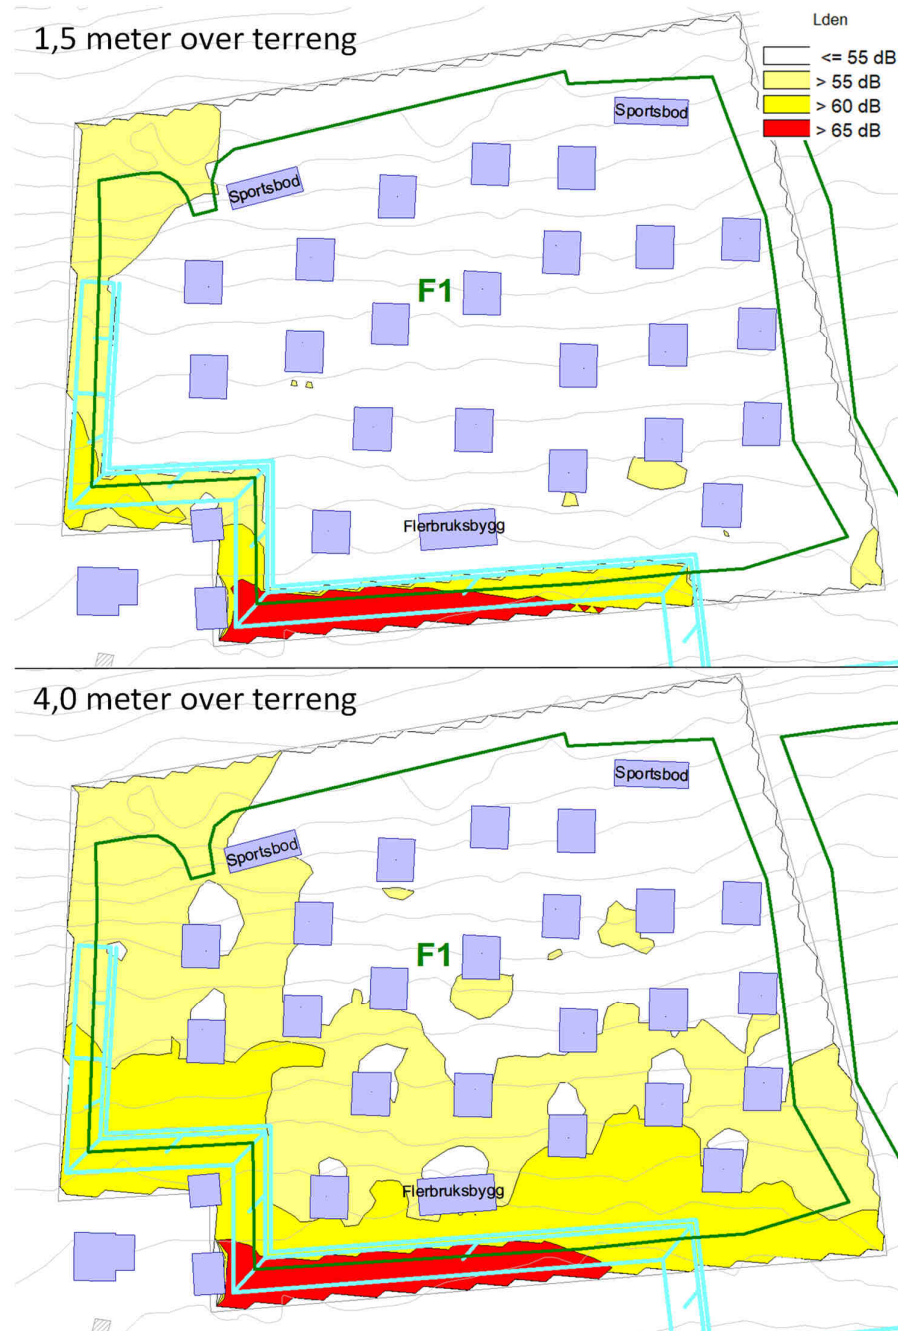 1,5 meter over terreng
Lden
<= 55 dB
> 55 dB
> 60 dB
> 65 dB
Sportsbod
Sportsbod
F1
Flerbruksbygg
4,0 meter over terreng
Sportsbod
Sportsbod
F1
Flerbruksbygg